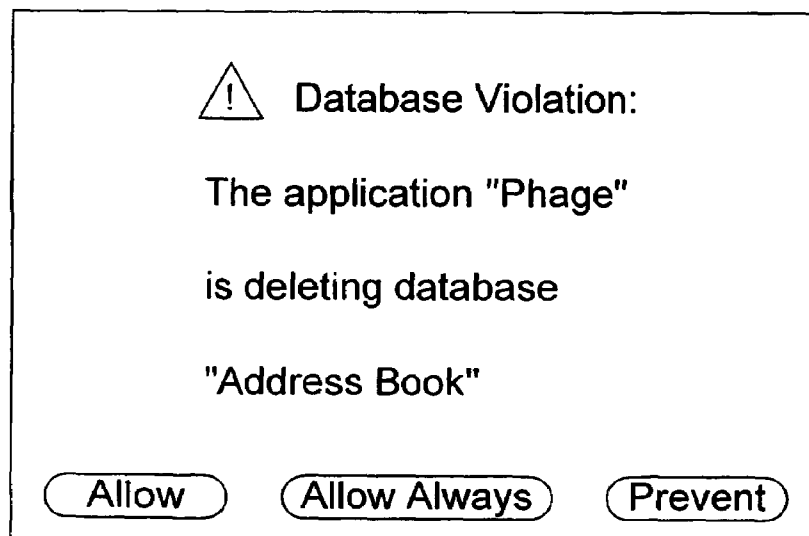 ! Database Violation:
The application "Phage"
is deleting database
"Address Book"
Allow Allow Always Prevent